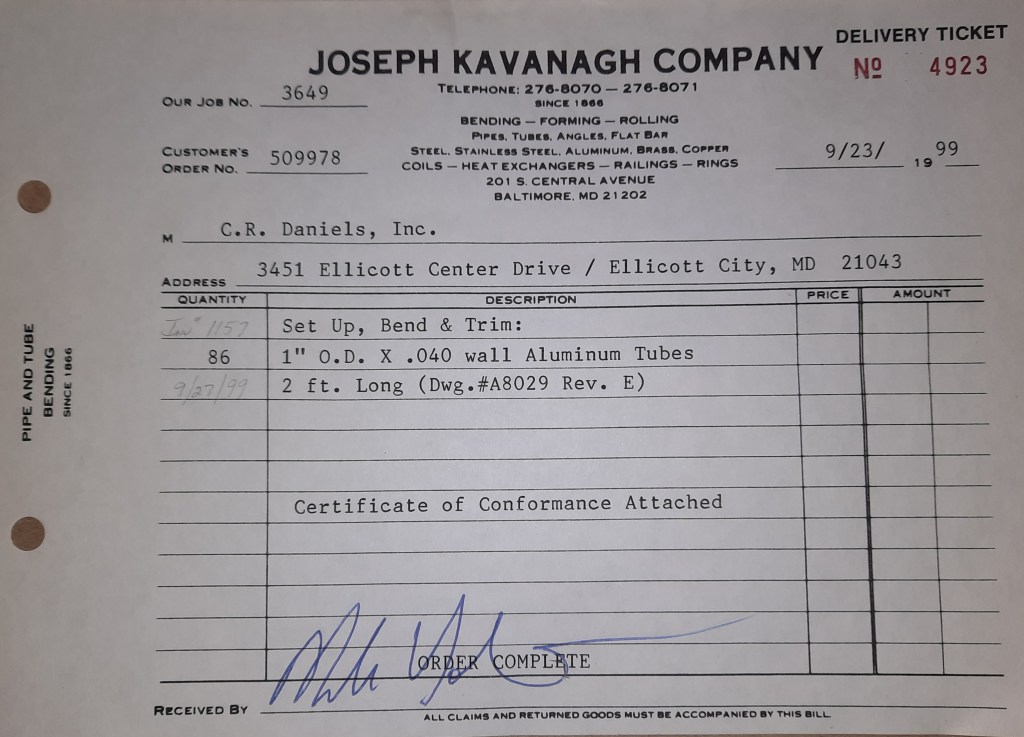 DELIVERY TICKET
JOSEPH KAVANAGH COMPANY
Nº 4923
TELEPHONE: 276-8070 — 276-8071
SINCE 1866
OUR JOB NO. 3649
BENDING — FORMING — ROLLING
PIPES, TUBES, ANGLES, FLAT BAR
STEEL, STAINLESS STEEL, ALUMINUM, BRASS, COPPER
CUSTOMER'S
ORDER NO. 509978
COILS — HEAT EXCHANGERS — RAILINGS — RINGS
9/23/ 19 99
201 S. CENTRAL AVENUE
BALTIMORE, MD 21202
M C.R. Daniels, Inc.
ADDRESS 3451 Ellicott Center Drive / Ellicott City, MD 21043
QUANTITY DESCRIPTION PRICE AMOUNT
1157 Set Up, Bend & Trim:
86 1" O.D. X .040 wall Aluminum Tubes
9/27/99 2 ft. Long (Dwg.#A8029 Rev. E)
Certificate of Conformance Attached
ORDER COMPLETE
RECEIVED BY
ALL CLAIMS AND RETURNED GOODS MUST BE ACCOMPANIED BY THIS BILL
PIPE AND TUBE
BENDING
SINCE 1866